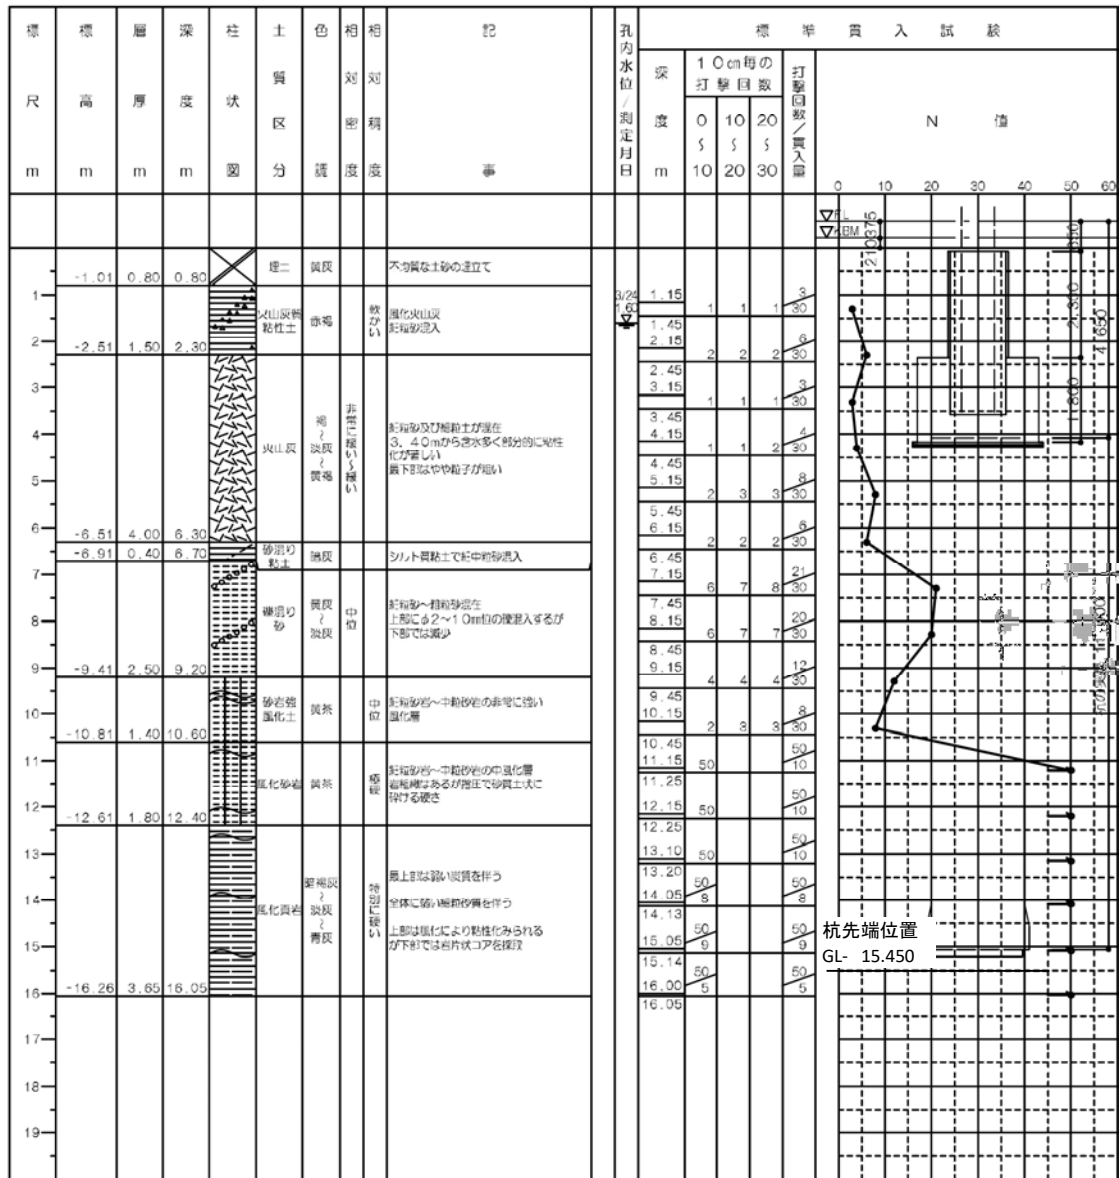 標尺 m
標高 m
層厚 m
深度 m
柱状図
土質区分
色調
相対密度
相対稠度
記事
孔内水位/測定月日
標準貫入試験
深度 m
10cm毎の打撃回数
0〜10
10〜20
20〜30
打撃回数/貫入量
N値
0 10 20 30 40 50 60
KBM
-1.01 0.80 0.80
埋土
黄灰
不均質な土砂の埋立て
-2.51 1.50 2.30
火山灰質粘性土
赤褐
軟かい
風化火山灰
細粒砂混入
3/24
1.60
-6.51 4.00 6.30
火山灰
褐〜淡灰〜黄褐
非常に緩い〜緩い
細粒砂及び細粒土が混在
3.40mから含水多く部分的に粘性
化が著しい
最下部はやや粒子が粗い
-6.91 0.40 6.70
砂混り粘土
暗灰
シルト質粘土で細中粒砂混入
-9.41 2.50 9.20
礫混り砂
黄灰〜淡灰
中位
細粒砂〜粗粒砂混在
上部にφ2〜10mm位の礫混入するが
下部では減少
-10.81 1.40 10.60
砂岩強風化土
黄茶
中位
細粒砂岩〜中粒砂岩の非常に強い
風化層
-12.61 1.80 12.40
風化砂岩
黄茶
極硬
細粒砂岩〜中粒砂岩の中風化層
岩組織はあるが指圧で砂質土状に
砕ける硬さ
-16.26 3.65 16.05
風化頁岩
暗褐灰〜淡灰〜青灰
特別に硬い
最上部は弱い炭質を伴う
全体に弱い細粒砂質を伴う
上部は風化により粘性化みられる
が下部では岩片状コアを採取
1
2
3
4
5
6
7
8
9
10
11
12
13
14
15
16
17
18
19
1.15 1 1 1 3/30
1.45
2.15 2 2 2 6/30
2.45
3.15 1 1 1 3/30
3.45
4.15 1 1 2 4/30
4.45
5.15 2 3 3 8/30
5.45
6.15 2 2 2 6/30
6.45
7.15 6 7 8 21/30
7.45
8.15 6 7 7 20/30
8.45
9.15 4 4 4 12/30
9.45
10.15 2 3 3 8/30
10.45
11.15 50 50/10
11.25
12.15 50 50/10
12.25
13.10 50 50/10
13.20
14.05 50/8 50/8
14.13
15.05 50/9 50/9
15.14
16.00 50/5 50/5
16.05
210375
2,300
1,800
4,650
杭先端位置
GL- 15.450